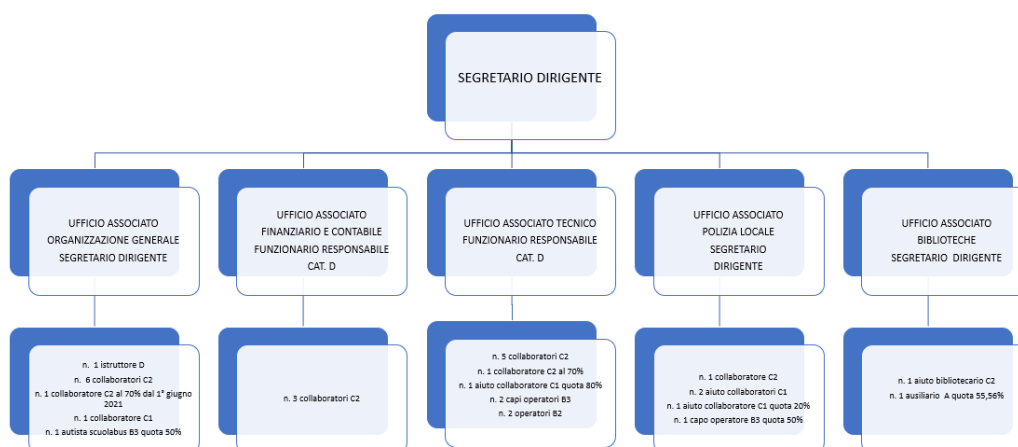 SEGRETARIO DIRIGENTE
UFFICIO ASSOCIATO
ORGANIZZAZIONE GENERALE
SEGRETARIO DIRIGENTE
UFFICIO ASSOCIATO
FINANZIARIO E CONTABILE
FUNZIONARIO RESPONSABILE
CAT. D
UFFICIO ASSOCIATO TECNICO
FUNZIONARIO RESPONSABILE
CAT. D
UFFICIO ASSOCIATO
POLIZIA LOCALE
SEGRETARIO
DIRIGENTE
UFFICIO ASSOCIATO
BIBLIOTECHE
SEGRETARIO DIRIGENTE
n. 1 istruttore D
n. 6 collaboratori C2
n. 1 collaboratore C2 al 70% dal 1° giugno
2021
n. 1 collaboratore C1
n. 1 autista scuolabus B3 quota 50%
n. 3 collaboratori C2
n. 5 collaboratori C2
n. 1 collaboratore C2 al 70%
n. 1 aiuto collaboratore C1 quota 80%
n. 2 capi operatori B3
n. 2 operatori B2
n. 1 collaboratore C2
n. 2 aiuto collaboratori C1
n. 1 aiuto collaboratore C1 quota 20%
n. 1 capo operatore B3 quota 50%
n. 1 aiuto bibliotecario C2
n. 1 ausiliario A quota 55,56%